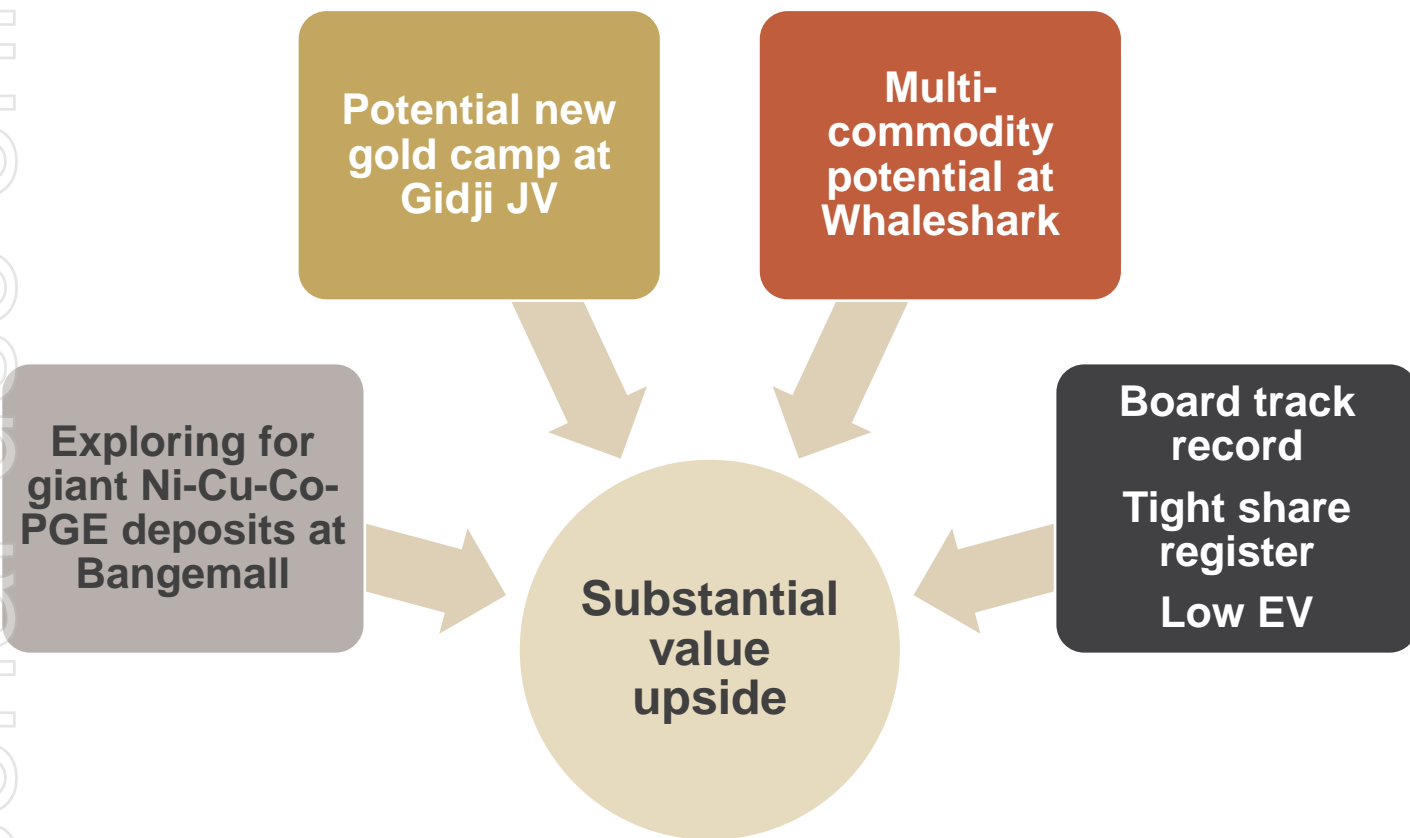 Potential new
gold camp at
Gidji JV
Multi-
commodity
potential at
Whaleshark
Exploring for
giant Ni-Cu-Co-
PGE deposits at
Bangemall
Board track
record
Tight share
register
Low EV
Substantial
value
upside